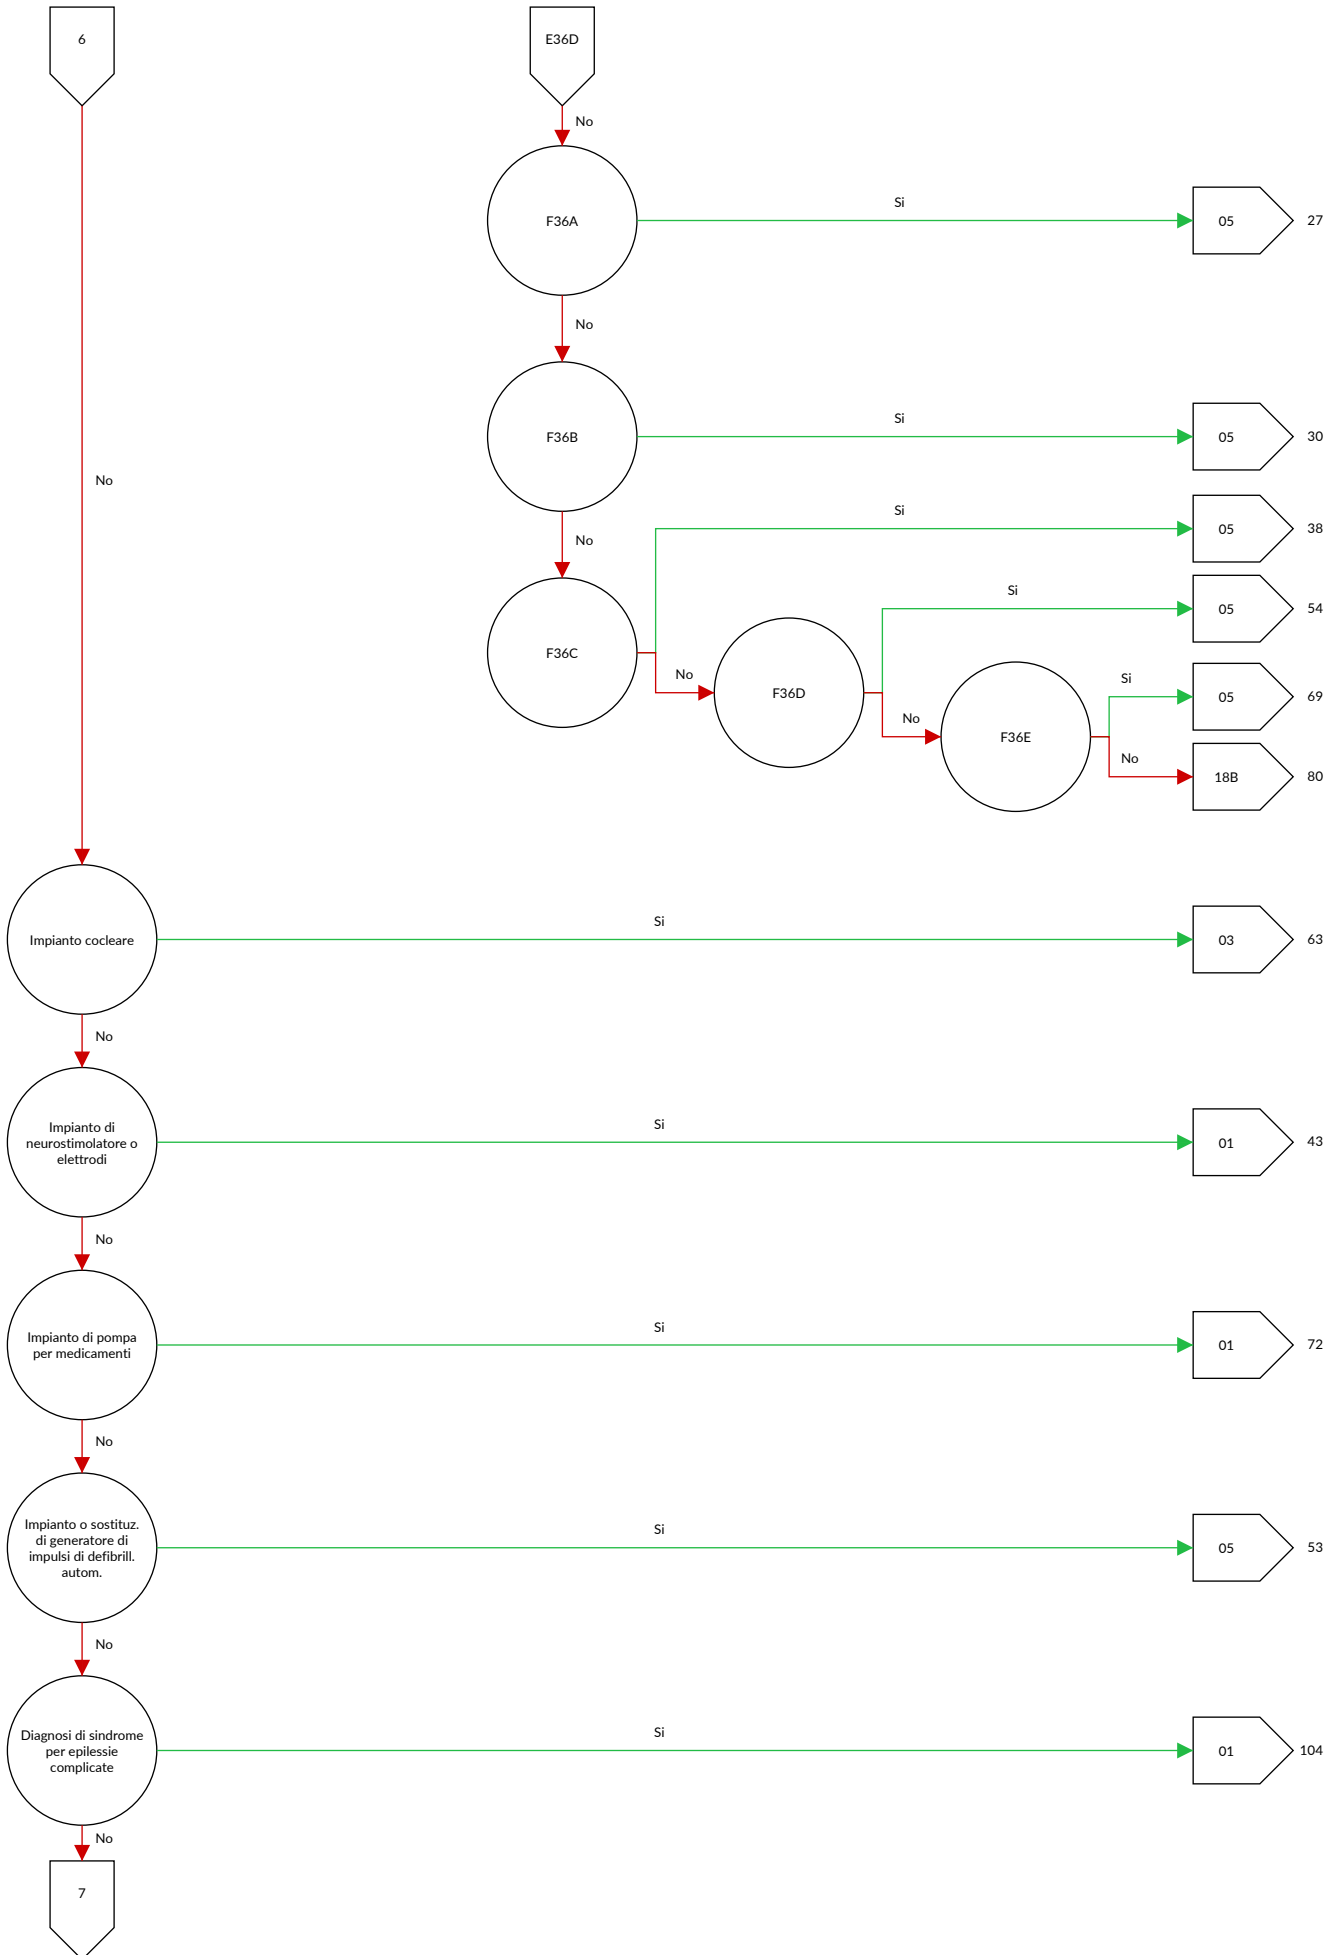 6
E36D
No
F36A
Si
05
27
No
F36B
Si
05
30
No
No
Si
05
38
F36C
No
Si
05
54
F36D
No
Si
05
69
F36E
No
18B
80
Impianto cocleare
Si
03
63
No
Impianto di
neurostimolatore o
elettrodi
Si
01
43
No
Impianto di pompa
per medicamenti
Si
01
72
No
Impianto o sostituz.
di generatore di
impulsi di defibrill.
autom.
Si
05
53
No
Diagnosi di sindrome
per epilessie
complicate
Si
01
104
No
7